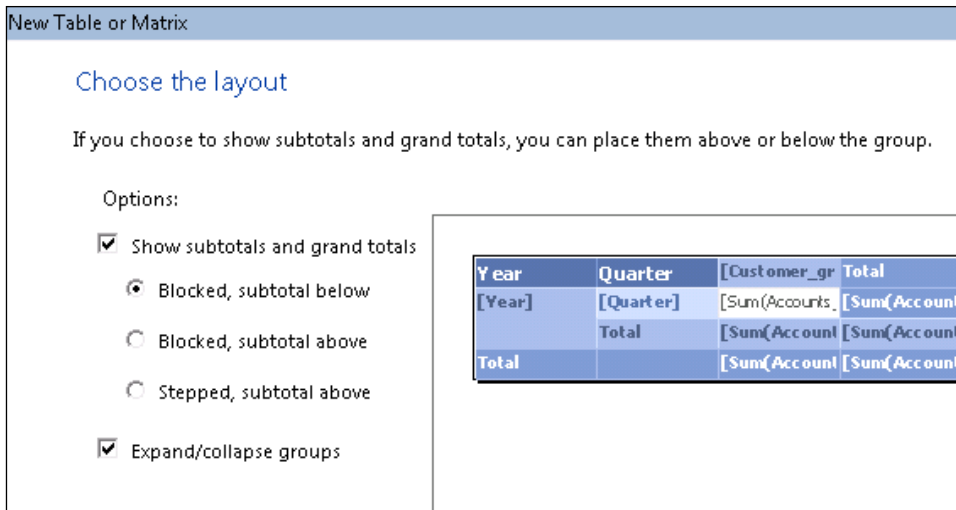 New Table or Matrix
Choose the layout
If you choose to show subtotals and grand totals, you can place them above or below the group.
Options:
Show subtotals and grand totals
Blocked, subtotal below
Blocked, subtotal above
Stepped, subtotal above
Expand/collapse groups
Year Quarter [Customer_gr Total
[Year] [Quarter] [Sum(Accounts_ [Sum(Account
Total [Sum(Account [Sum(Account
Total [Sum(Account [Sum(Account